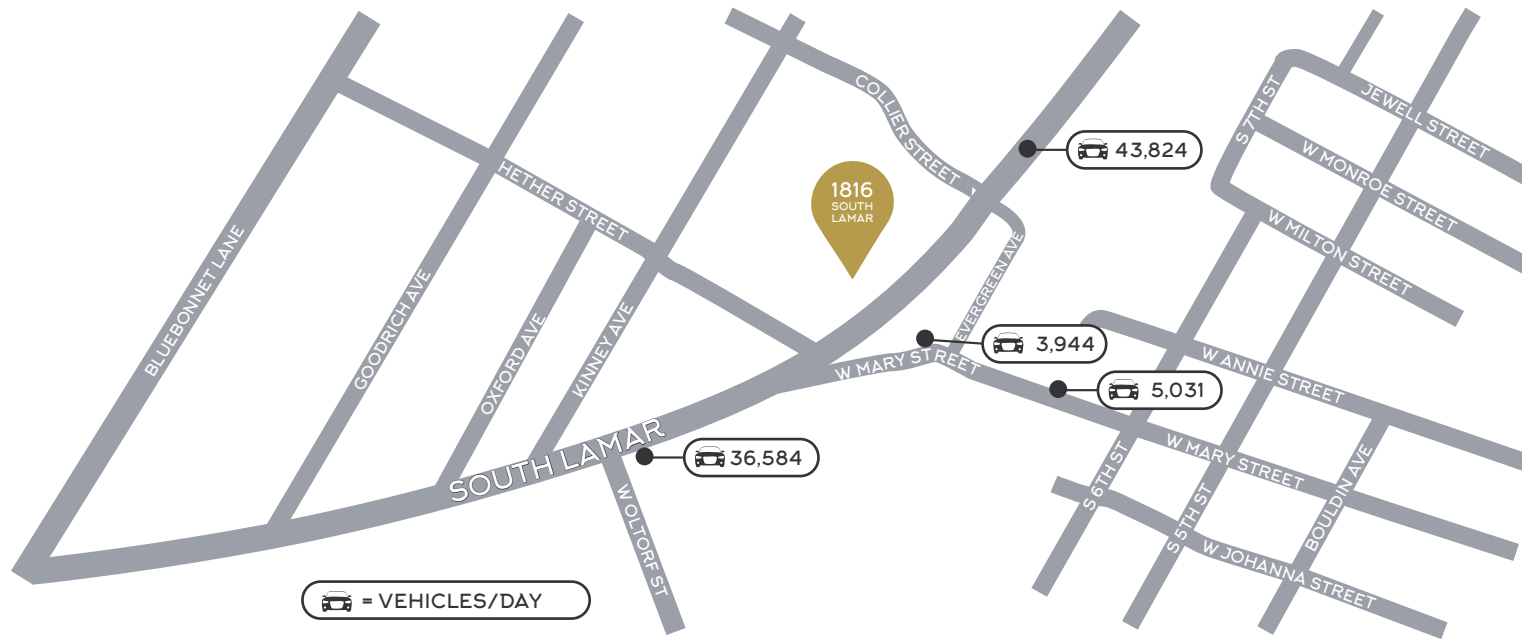 COLLIER STREET
S 7TH ST
JEWELL STREET
43,824
W MONROE STREET
HETHER STREET
1816
SOUTH
LAMAR
W MILTON STREET
BLUEBONNET LANE
GOODRICH AVE
OXFORD AVE
KINNEY AVE
EVERGREEN AVE
3,944
W MARY STREET
W ANNIE STREET
5,031
SOUTH LAMAR
36,584
W MARY STREET
S 6TH ST
S 5TH ST
BOULDIN AVE
W OLTORF ST
W JOHANNA STREET
= VEHICLES/DAY